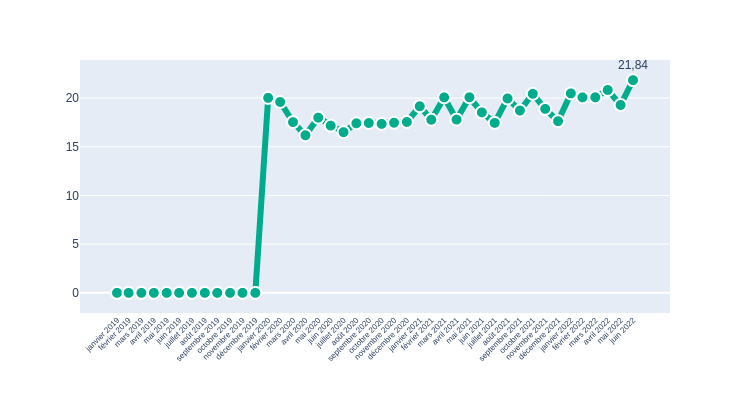 21,84
20
15
10
5
0
janvier 2019
février 2019
mars 2019
avril 2019
mai 2019
juin 2019
juillet 2019
août 2019
septembre 2019
octobre 2019
novembre 2019
décembre 2019
janvier 2020
février 2020
mars 2020
avril 2020
mai 2020
juin 2020
juillet 2020
août 2020
septembre 2020
octobre 2020
novembre 2020
décembre 2020
janvier 2021
février 2021
mars 2021
avril 2021
mai 2021
juin 2021
juillet 2021
août 2021
septembre 2021
octobre 2021
novembre 2021
décembre 2021
janvier 2022
février 2022
mars 2022
avril 2022
mai 2022
juin 2022